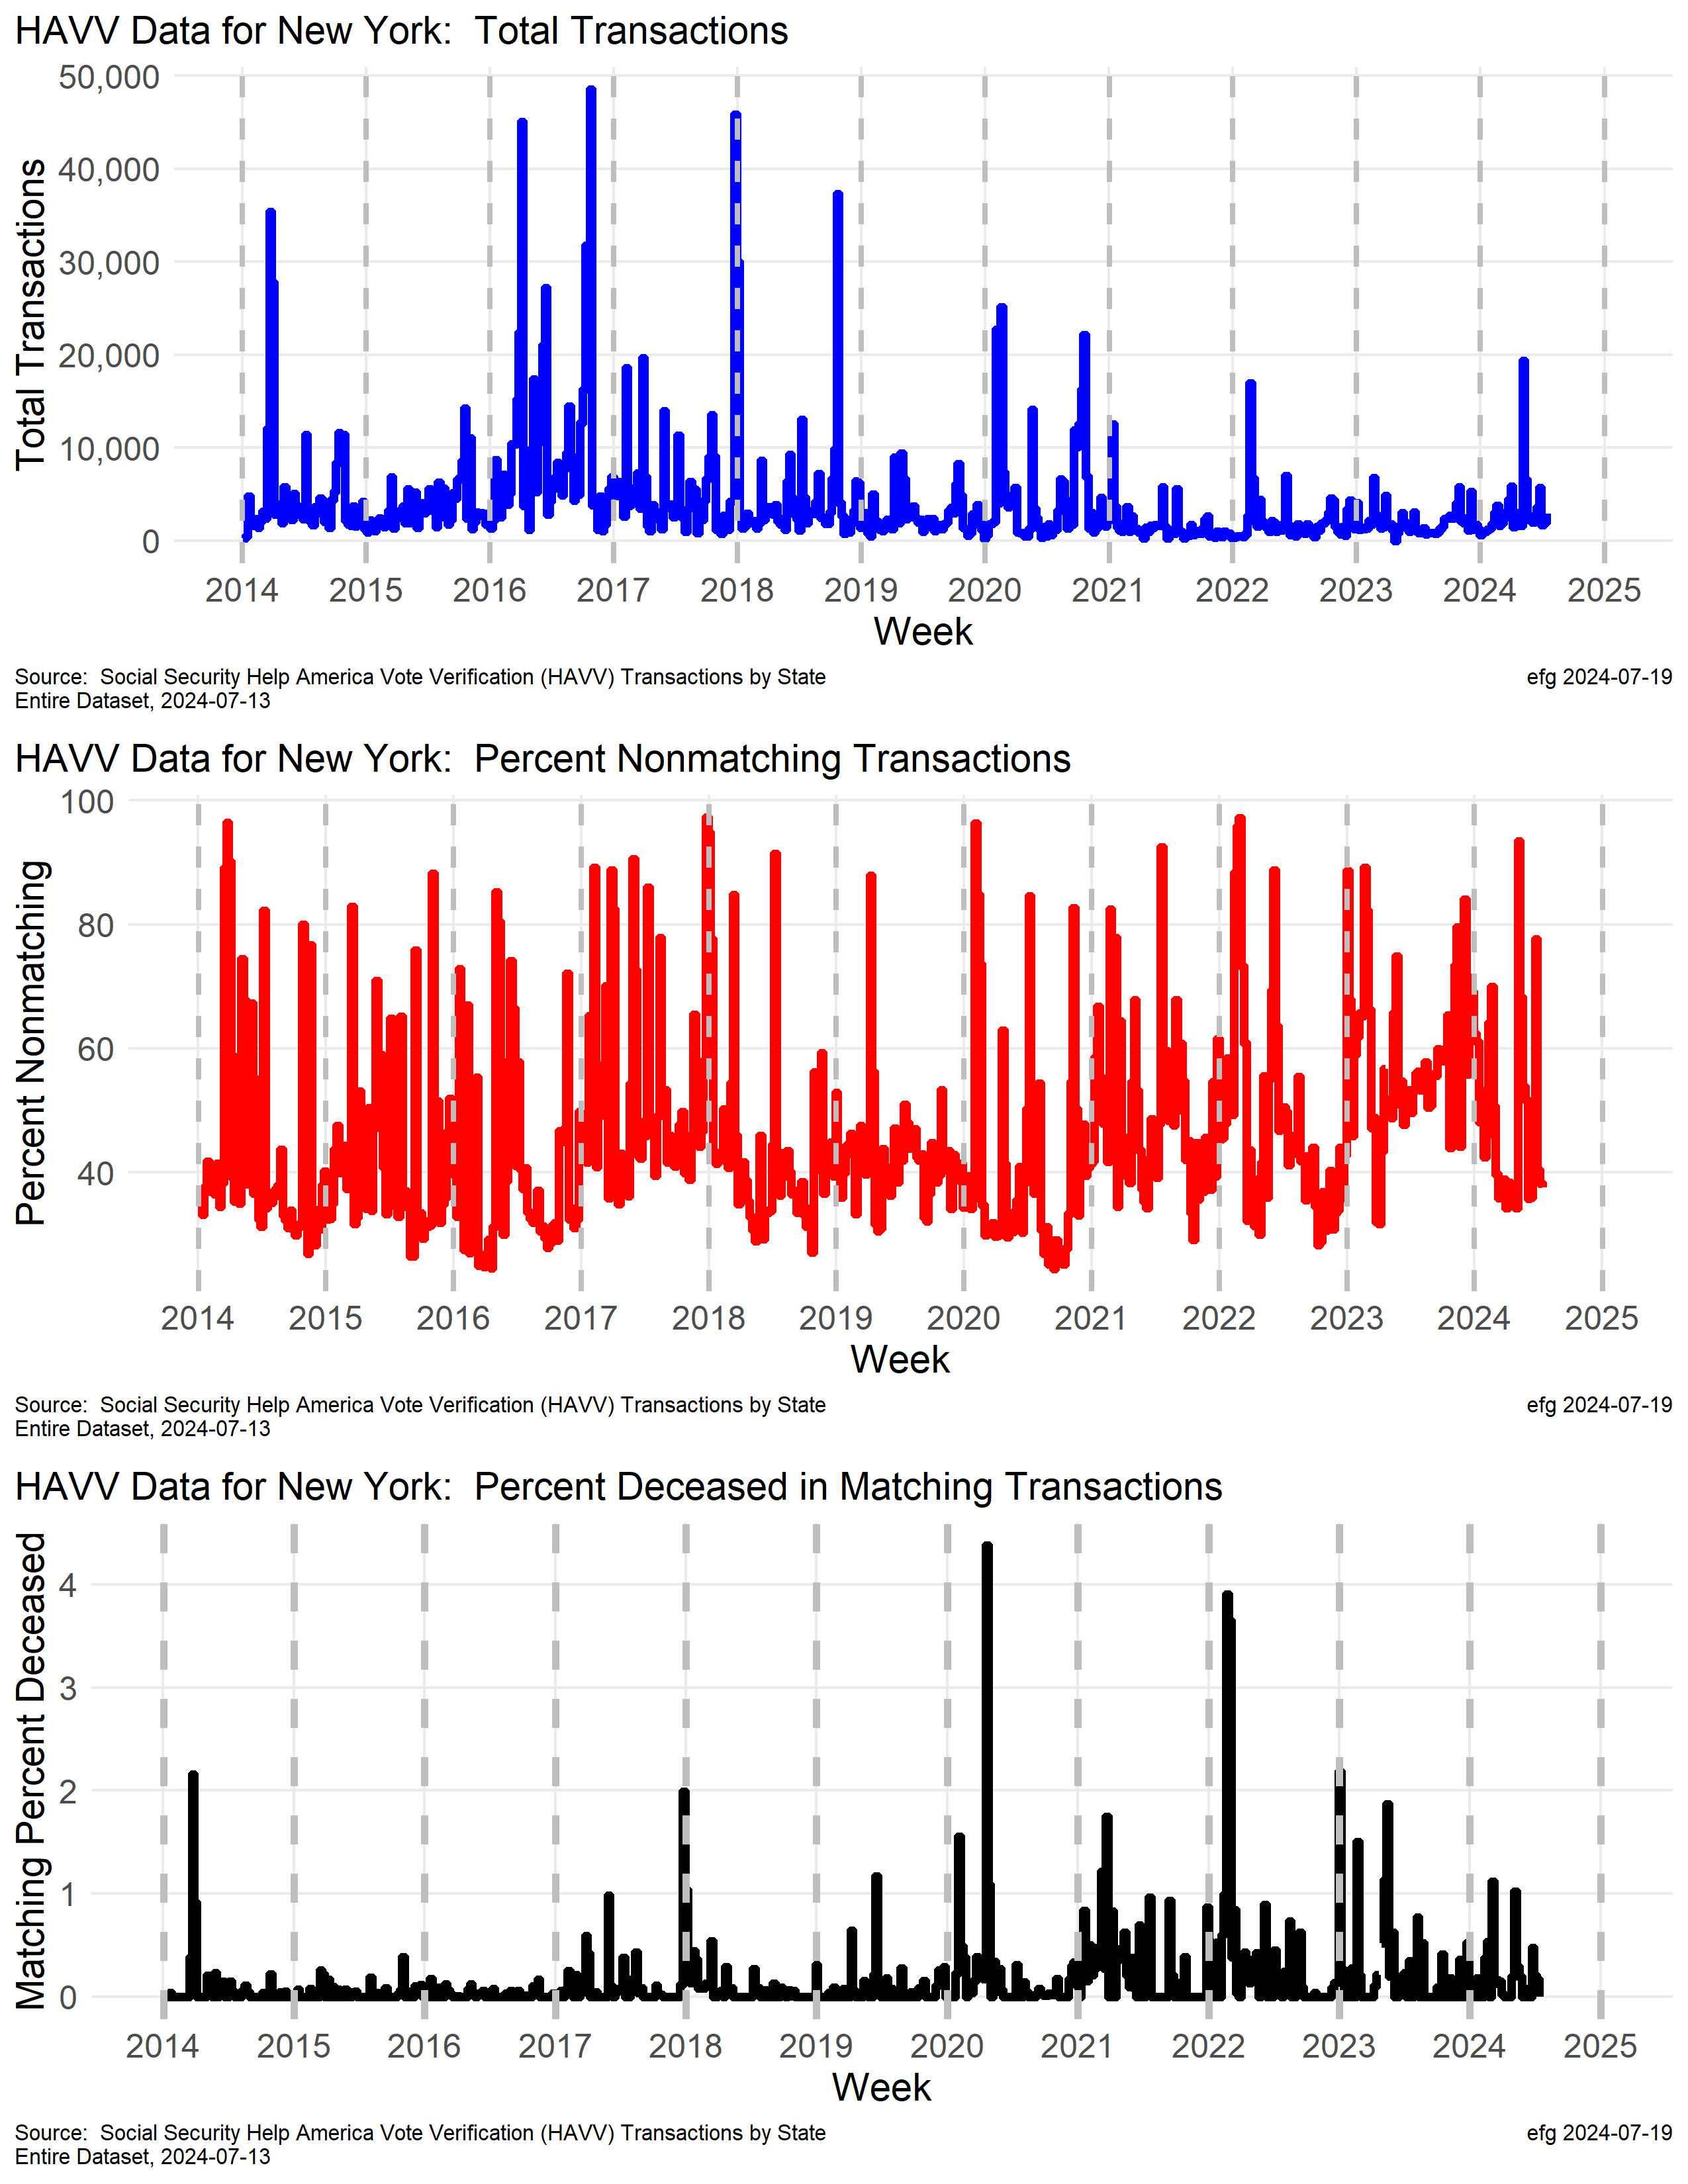 HAVV Data for New York:  Total Transactions
Total Transactions
50,000
40,000
30,000
20,000
10,000
0
2014 2015 2016 2017 2018 2019 2020 2021 2022 2023 2024 2025
Week
Source:  Social Security Help America Vote Verification (HAVV) Transactions by State
Entire Dataset, 2024-07-13
efg 2024-07-19
HAVV Data for New York:  Percent Nonmatching Transactions
Percent Nonmatching
100
80
60
40
2014 2015 2016 2017 2018 2019 2020 2021 2022 2023 2024 2025
Week
Source:  Social Security Help America Vote Verification (HAVV) Transactions by State
Entire Dataset, 2024-07-13
efg 2024-07-19
HAVV Data for New York:  Percent Deceased in Matching Transactions
Matching Percent Deceased
4
3
2
1
0
2014 2015 2016 2017 2018 2019 2020 2021 2022 2023 2024 2025
Week
Source:  Social Security Help America Vote Verification (HAVV) Transactions by State
Entire Dataset, 2024-07-13
efg 2024-07-19